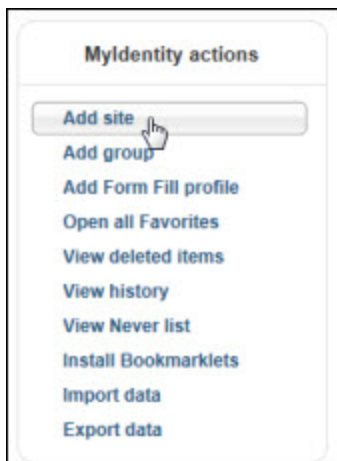 MyIdentity actions
Add site
Add group
Add Form Fill profile
Open all Favorites
View deleted items
View history
View Never list
Install Bookmarklets
Import data
Export data